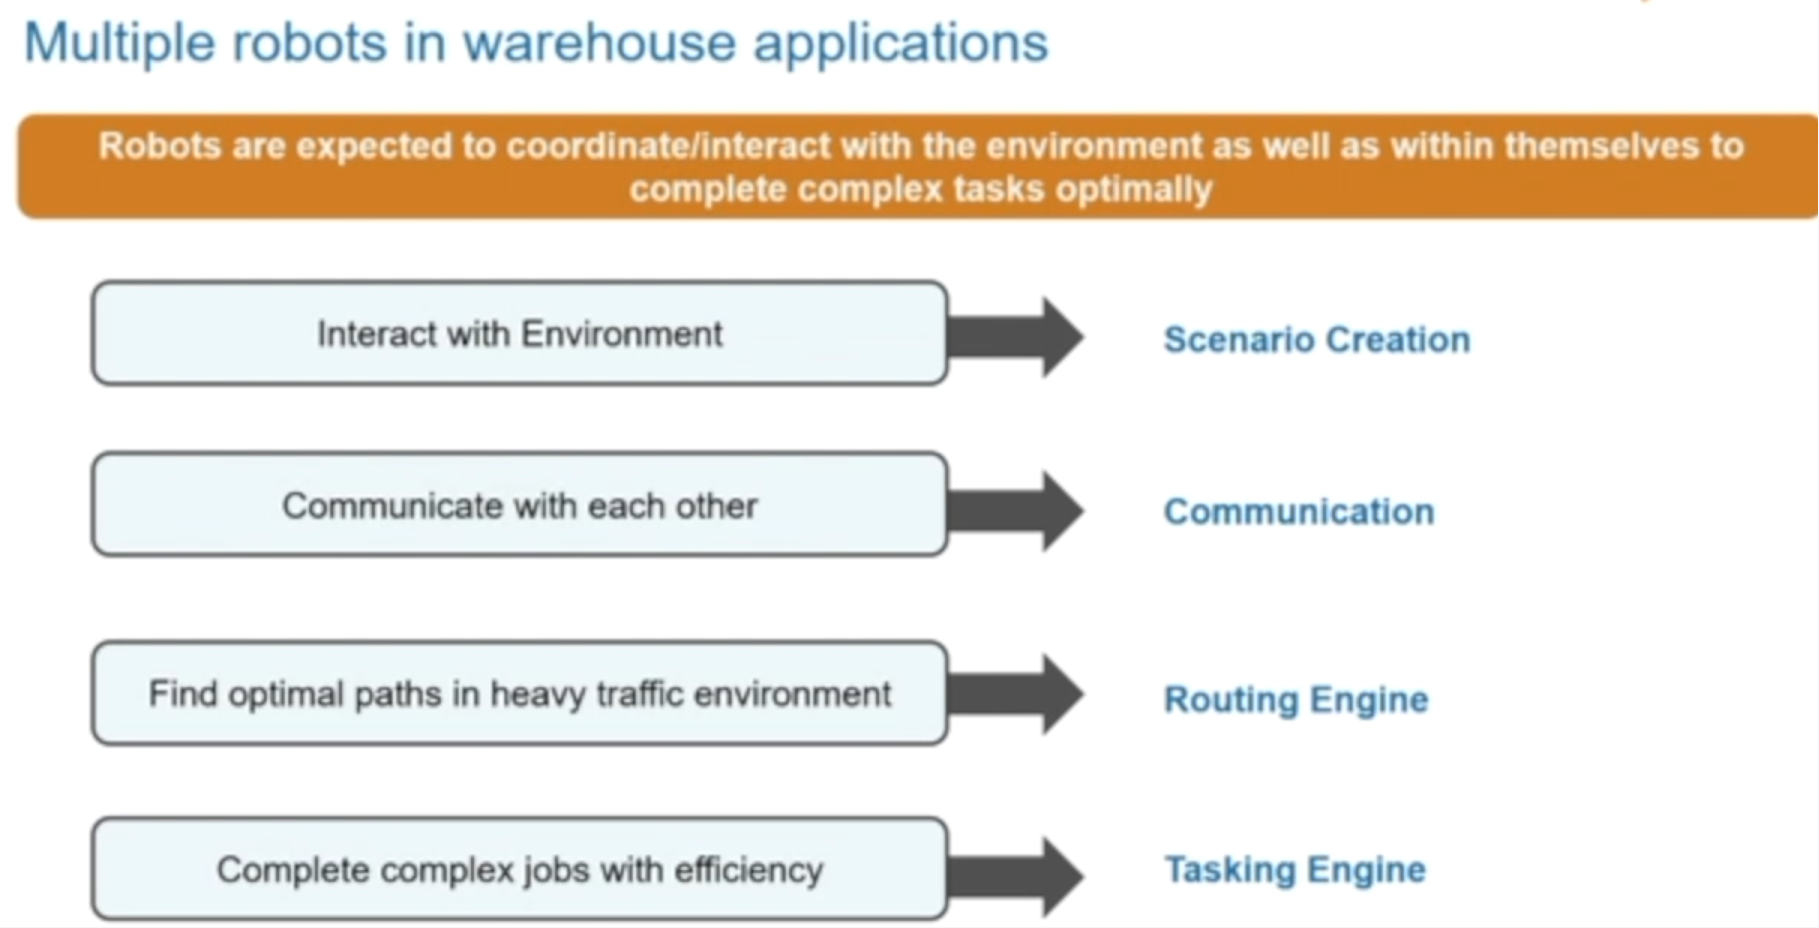 Multiple robots in warehouse applications
Robots are expected to coordinate/interact with the environment as well as within themselves to
complete complex tasks optimally
Interact with Environment
Scenario Creation
Communicate with each other
Communication
Find optimal paths in heavy traffic environment
Routing Engine
Complete complex jobs with efficiency
Tasking Engine